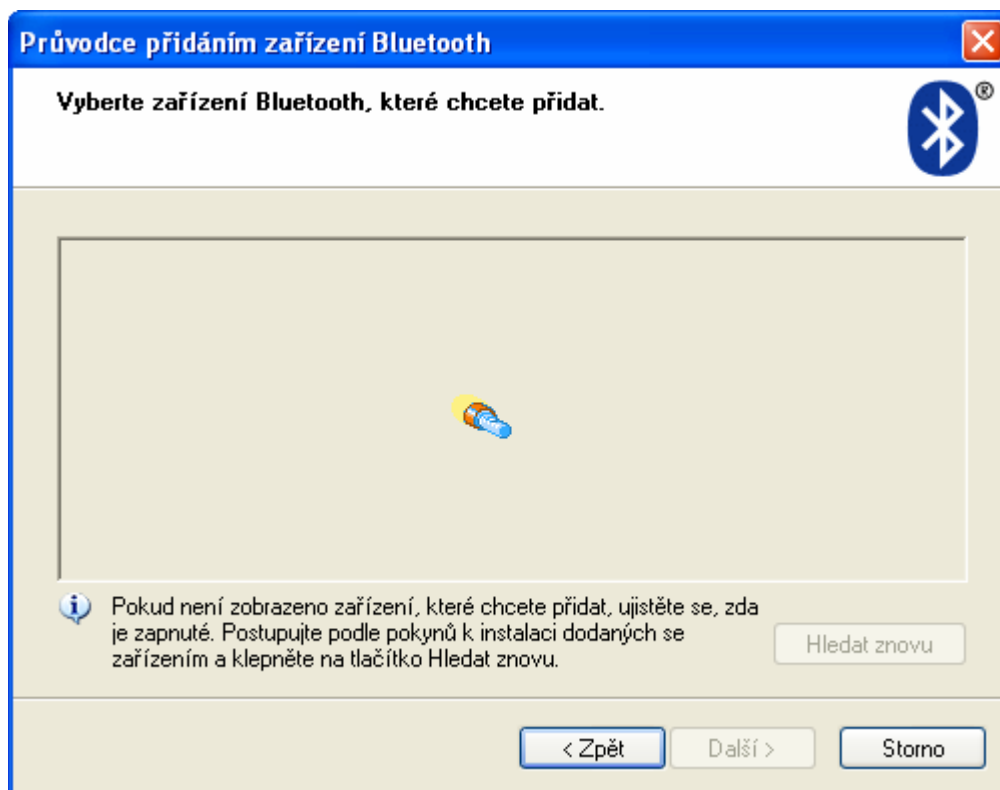 Průvodce přidáním zařízení Bluetooth
Vyberte zařízení Bluetooth, které chcete přidat.
®
Pokud není zobrazeno zařízení, které chcete přidat, ujistěte se, zda
je zapnuté. Postupujte podle pokynů k instalaci dodaných se
zařízením a klepněte na tlačítko Hledat znovu.
Hledat znovu
< Zpět
Další >
Storno